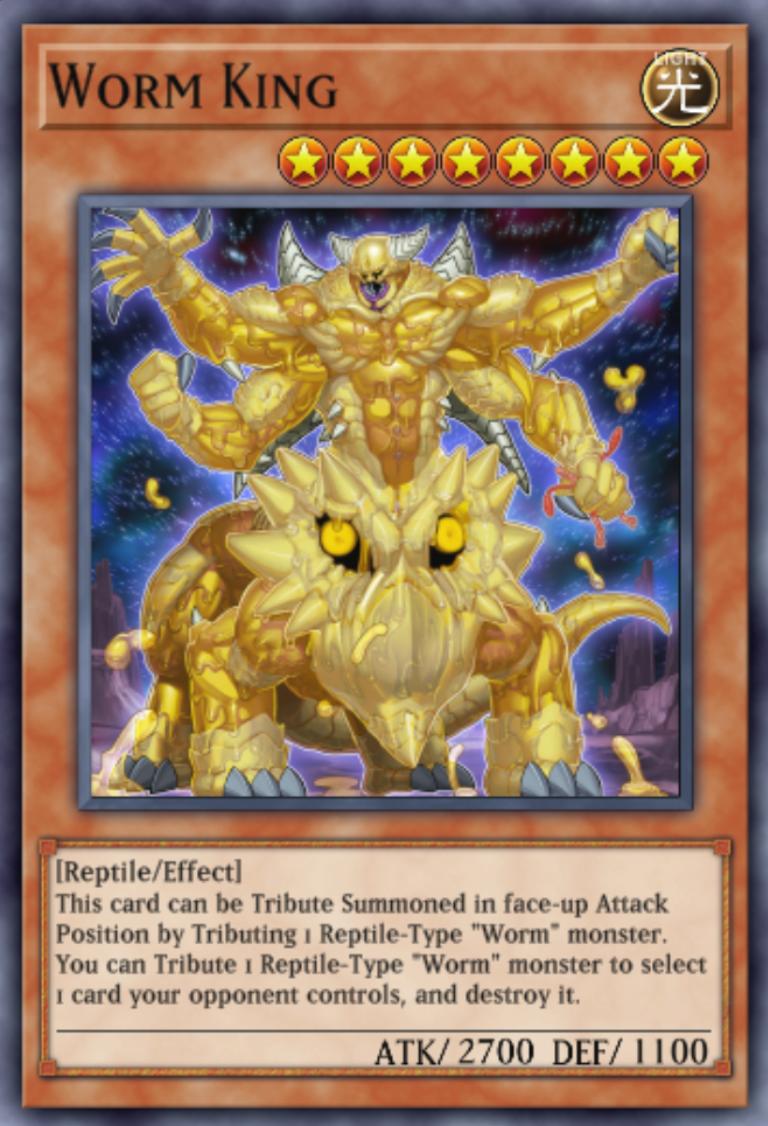 Worm King
LIGHT
光
[Reptile/Effect]
This card can be Tribute Summoned in face-up Attack
Position by Tributing 1 Reptile-Type "Worm" monster.
You can Tribute 1 Reptile-Type "Worm" monster to select
1 card your opponent controls, and destroy it.
ATK/ 2700 DEF/ 1100